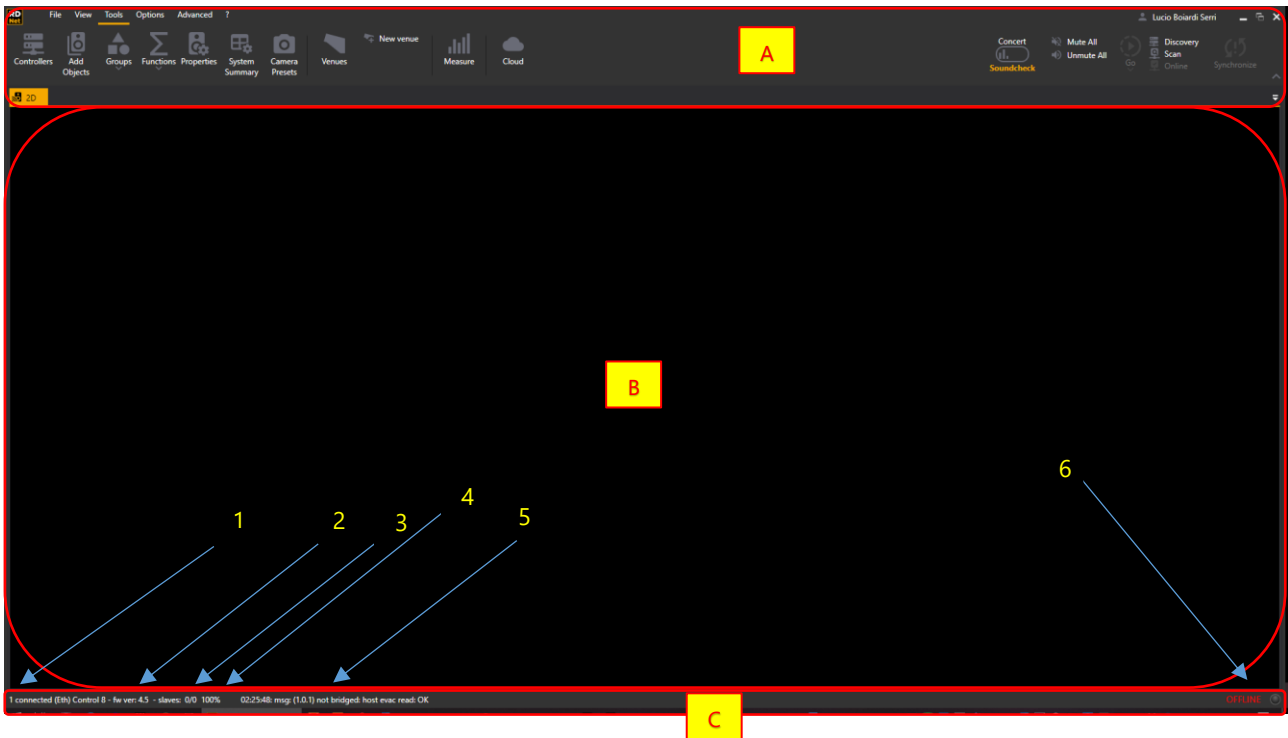 RD
Net
File View Tools Options Advanced ?
Lucio Boiardi Serri
Controllers
Add
Objects
Groups
Functions
Properties
System
Summary
Camera
Presets
Venues
New venue
Measure
Cloud
A
Concert
Soundcheck
Mute All
Unmute All
Go
Discovery
Scan
Online
Synchronize
2D
B
1
2
3
4
5
6
1 connected (Eth) Control 8 - fw ver: 4.5 - slaves: 0/0 100% 02:25:48: msg: (1.0.1) not bridged: host evac read: OK
OFFLINE
C